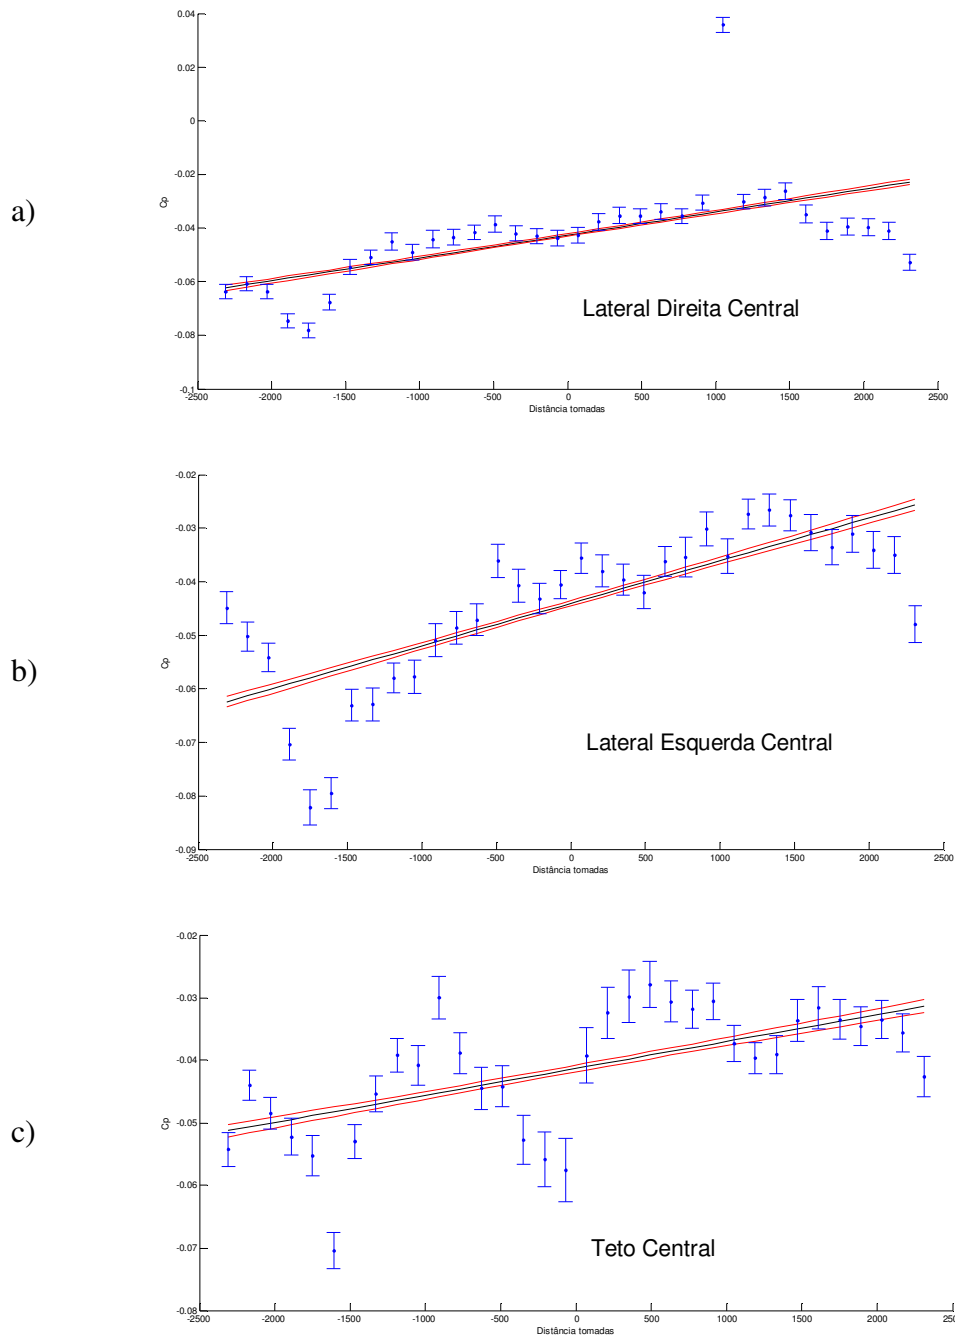 a)
0.04
0.02
0
-0.02
-0.04
-0.06
-0.08
-0.1
Cp
-2500 -2000 -1500 -1000 -500 0 500 1000 1500 2000 2500
Distância tomadas
Lateral Direita Central
b)
-0.02
-0.03
-0.04
-0.05
-0.06
-0.07
-0.08
-0.09
Cp
-2500 -2000 -1500 -1000 -500 0 500 1000 1500 2000 2500
Distância tomadas
Lateral Esquerda Central
c)
-0.02
-0.03
-0.04
-0.05
-0.06
-0.07
-0.08
Cp
-2500 -2000 -1500 -1000 -500 0 500 1000 1500 2000 250
Distância tomadas
Teto Central